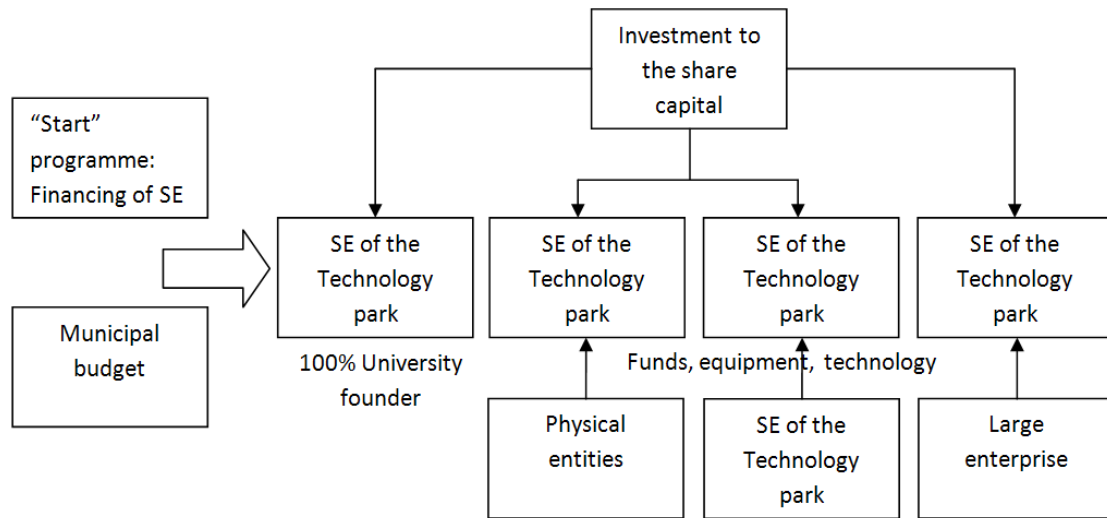 Investment to
the share
capital
“Start”
programme:
Financing of SE
Municipal
budget
SE of the
Technology
park
SE of the
Technology
park
SE of the
Technology
park
SE of the
Technology
park
100% University
founder
Funds, equipment, technology
Physical
entities
SE of the
Technology
park
Large
enterprise